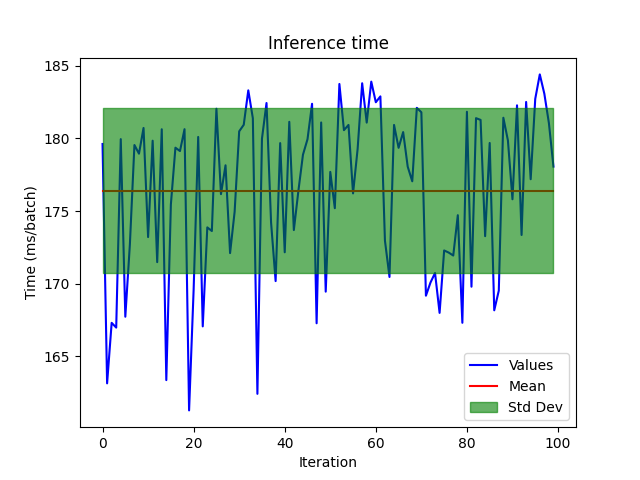 Inference time
Time (ms/batch)
185
180
175
170
165
0 20 40 60 80 100
Iteration
Values
Mean
Std Dev